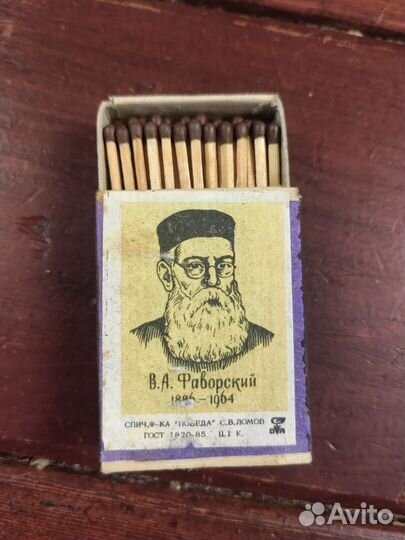 В.А. Фаворский
1886–1964
СПИЧ.Ф-КА "ПОБЕДА" С.В.ЛОМОВ
ГОСТ 1820-85 Ц.1 К.
Avito